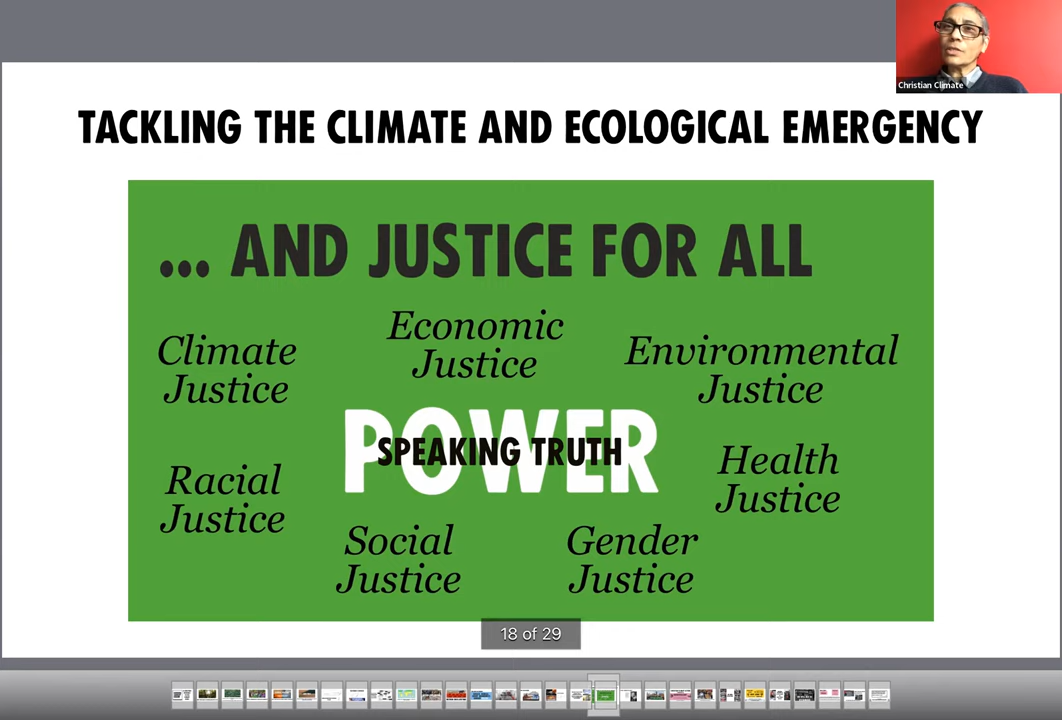 Christian Climate
TACKLING THE CLIMATE AND ECOLOGICAL EMERGENCY
... AND JUSTICE FOR ALL
Economic
Justice
Climate
Justice
Environmental
Justice
POWER
SPEAKING TRUTH
Health
Justice
Racial
Justice
Social
Justice
Gender
Justice
18 of 29